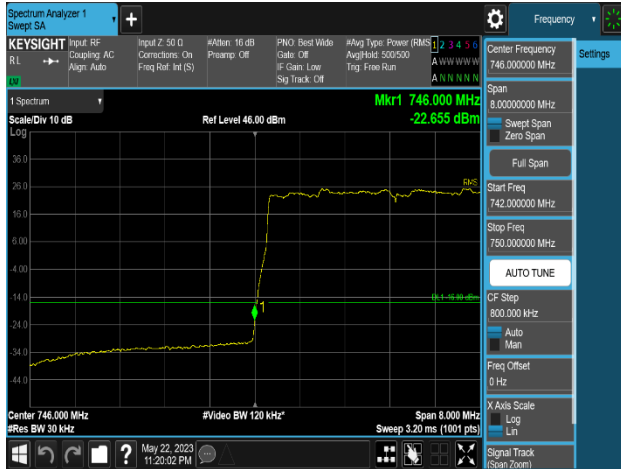 Spectrum Analyzer 1
Swept SA
+
Frequency
KEYSIGHT
RL
Input: RF
Coupling: AC
Align: Auto
Input Z: 50 Ω
Corrections: On
Freq Ref: Int (S)
#Atten: 16 dB
Preamp: Off
PNO: Best Wide
Gate: Off
IF Gain: Low
Sig Track: Off
#Avg Type: Power (RMS
Avg|Hold: 500/500
Trig: Free Run
1 2 3 4 5 6
A W W W W W
A N N N N N
1 Spectrum
Scale/Div 10 dB
Log
Ref Level 46.00 dBm
Mkr1 746.000 MHz
-22.655 dBm
36.0
26.0
16.0
6.00
-4.00
-14.0
-24.0
-34.0
-44.0
RMS
1
Center 746.000 MHz
#Res BW 30 kHz
#Video BW 120 kHz*
Span 8.000 MHz
Sweep 3.20 ms (1001 pts)
Center Frequency
746.000000 MHz
Span
8.00000000 MHz
Swept Span
Zero Span
Full Span
Start Freq
742.000000 MHz
Stop Freq
750.000000 MHz
AUTO TUNE
CF Step
800.000 kHz
Auto
Man
Freq Offset
0 Hz
X Axis Scale
Log
Lin
Signal Track
(Span Zoom)
Settings
?
May 22, 2023
11:20:02 PM